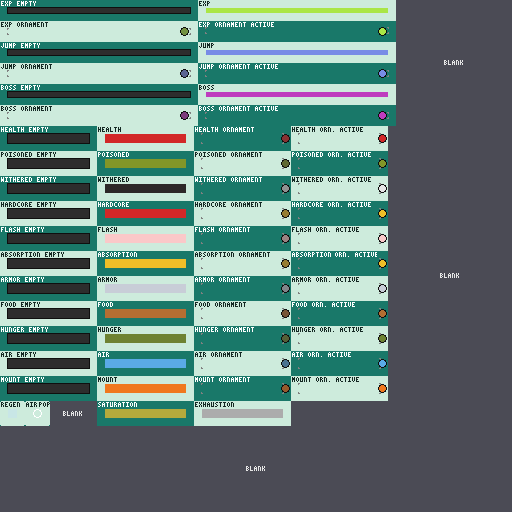 EXP EMPTY
EXP
EXP ORNAMENT
EXP ORNAMENT ACTIVE
JUMP EMPTY
JUMP
BLANK
JUMP ORNAMENT
JUMP ORNAMENT ACTIVE
BOSS EMPTY
BOSS
BOSS ORNAMENT
BOSS ORNAMENT ACTIVE
HEALTH EMPTY
HEALTH
HEALTH ORNAMENT
HEALTH ORN. ACTIVE
POISONED EMPTY
POISONED
POISONED ORNAMENT
POISONED ORN. ACTIVE
WITHERED EMPTY
WITHERED
WITHERED ORNAMENT
WITHERED ORN. ACTIVE
HARDCORE EMPTY
HARDCORE
HARDCORE ORNAMENT
HARDCORE ORN. ACTIVE
FLASH EMPTY
FLASH
FLASH ORNAMENT
FLASH ORN. ACTIVE
ABSORPTION EMPTY
ABSORPTION
ABSORPTION ORNAMENT
ABSORPTION ORN. ACTIVE
BLANK
ARMOR EMPTY
ARMOR
ARMOR ORNAMENT
ARMOR ORN. ACTIVE
FOOD EMPTY
FOOD
FOOD ORNAMENT
FOOD ORN. ACTIVE
HUNGER EMPTY
HUNGER
HUNGER ORNAMENT
HUNGER ORN. ACTIVE
AIR EMPTY
AIR
AIR ORNAMENT
AIR ORN. ACTIVE
MOUNT EMPTY
MOUNT
MOUNT ORNAMENT
MOUNT ORN. ACTIVE
REGEN
AIRPOP
BLANK
SATURATION
EXHAUSTION
BLANK